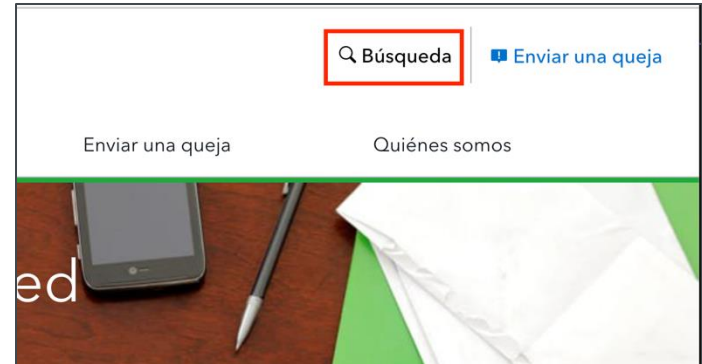 Búsqueda
Enviar una queja
Enviar una queja
Quiénes somos
ed